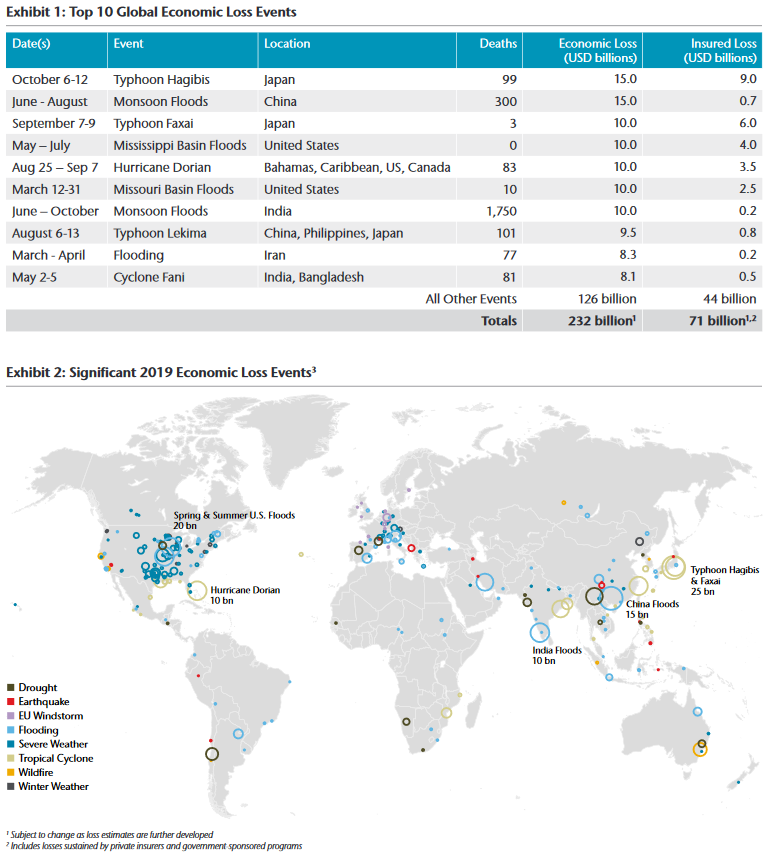 Exhibit 1: Top 10 Global Economic Loss Events
Date(s) Event Location Deaths Economic Loss (USD billions) Insured Loss (USD billions)
October 6-12 Typhoon Hagibis Japan 99 15.0 9.0
June - August Monsoon Floods China 300 15.0 0.7
September 7-9 Typhoon Faxai Japan 3 10.0 6.0
May – July Mississippi Basin Floods United States 0 10.0 4.0
Aug 25 – Sep 7 Hurricane Dorian Bahamas, Caribbean, US, Canada 83 10.0 3.5
March 12-31 Missouri Basin Floods United States 10 10.0 2.5
June – October Monsoon Floods India 1,750 10.0 0.2
August 6-13 Typhoon Lekima China, Philippines, Japan 101 9.5 0.8
March - April Flooding Iran 77 8.3 0.2
May 2-5 Cyclone Fani India, Bangladesh 81 8.1 0.5
All Other Events 126 billion 44 billion
Totals 232 billion¹ 71 billion¹,²
Exhibit 2: Significant 2019 Economic Loss Events³
Spring & Summer U.S. Floods
20 bn
Hurricane Dorian
10 bn
Typhoon Hagibis
& Faxai
25 bn
China Floods
15 bn
India Floods
10 bn
Drought
Earthquake
EU Windstorm
Flooding
Severe Weather
Tropical Cyclone
Wildfire
Winter Weather
¹ Subject to change as loss estimates are further developed
² Includes losses sustained by private insurers and government-sponsored programs